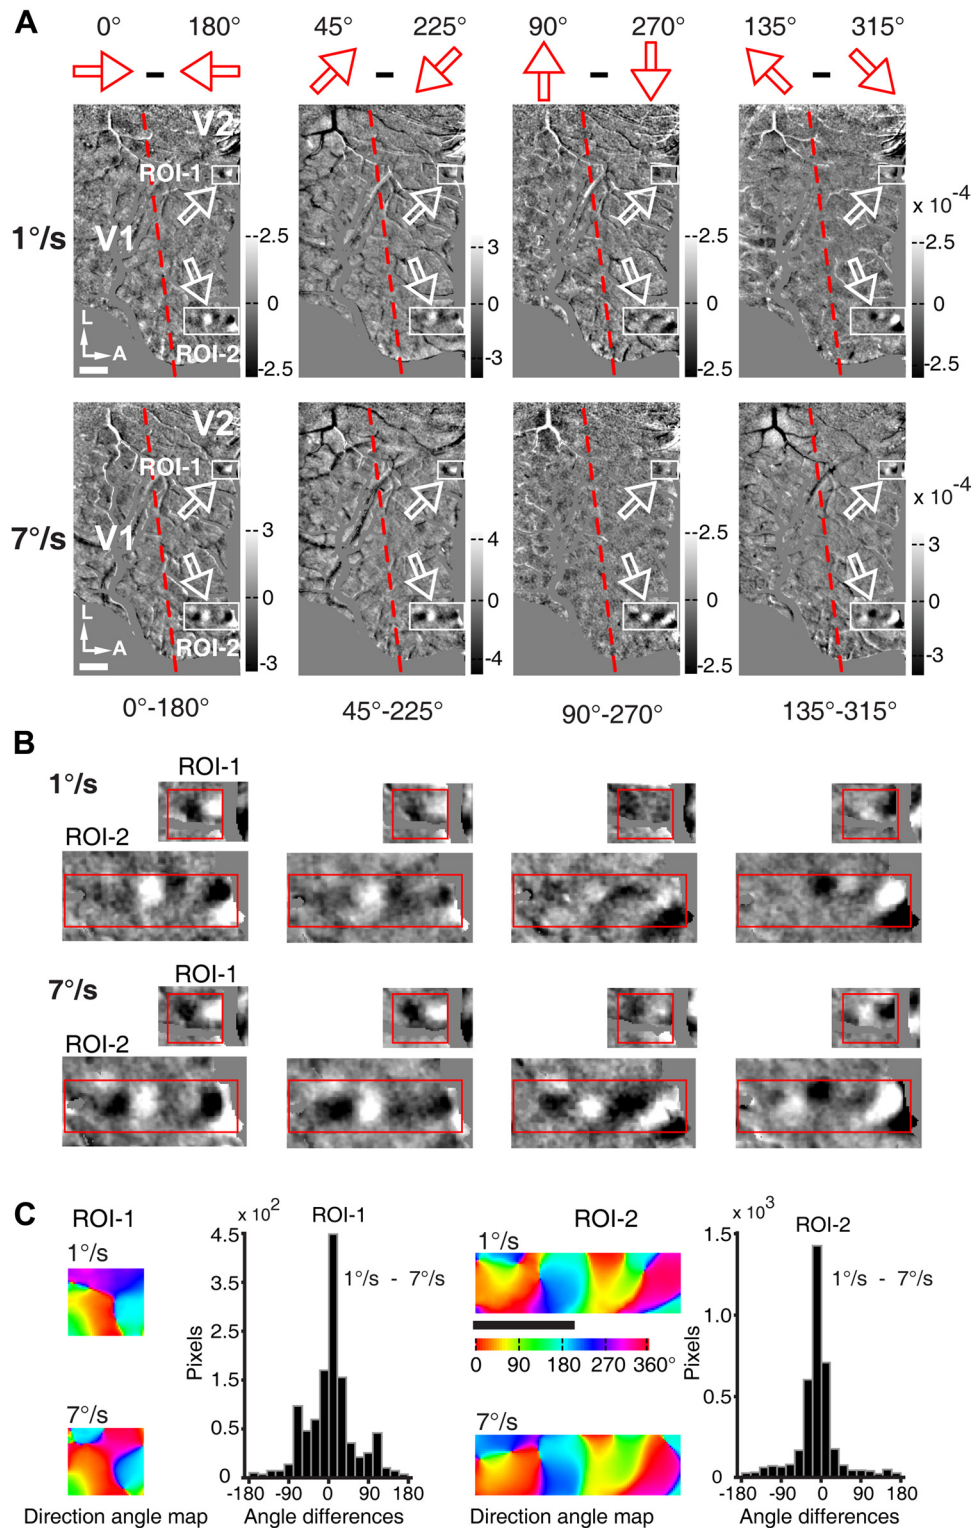 A
0° 180° 45° 225° 90° 270° 135° 315°
V2
ROI-1
V1
L
A
ROI-2
1°/s
2.5
0
-2.5
3
0
-3
2.5
0
-2.5
x 10-4
2.5
0
-2.5
V2
ROI-1
V1
L
A
ROI-2
7°/s
3
0
-3
4
0
-4
2.5
0
-2.5
x 10-4
3
0
-3
0°-180° 45°-225° 90°-270° 135°-315°
B
1°/s
ROI-1
ROI-2
7°/s
ROI-1
ROI-2
C
ROI-1
1°/s
7°/s
Direction angle map
x 10²
ROI-1
1°/s - 7°/s
Pixels
4.5
3.5
2.5
1.5
0.5
0
-180 -90 0 90 180
Angle differences
ROI-2
1°/s
0 90 180 270 360°
7°/s
Direction angle map
x 10³
ROI-2
1°/s - 7°/s
Pixels
1.5
1.0
0.5
0
-180 -90 0 90 180
Angle differences